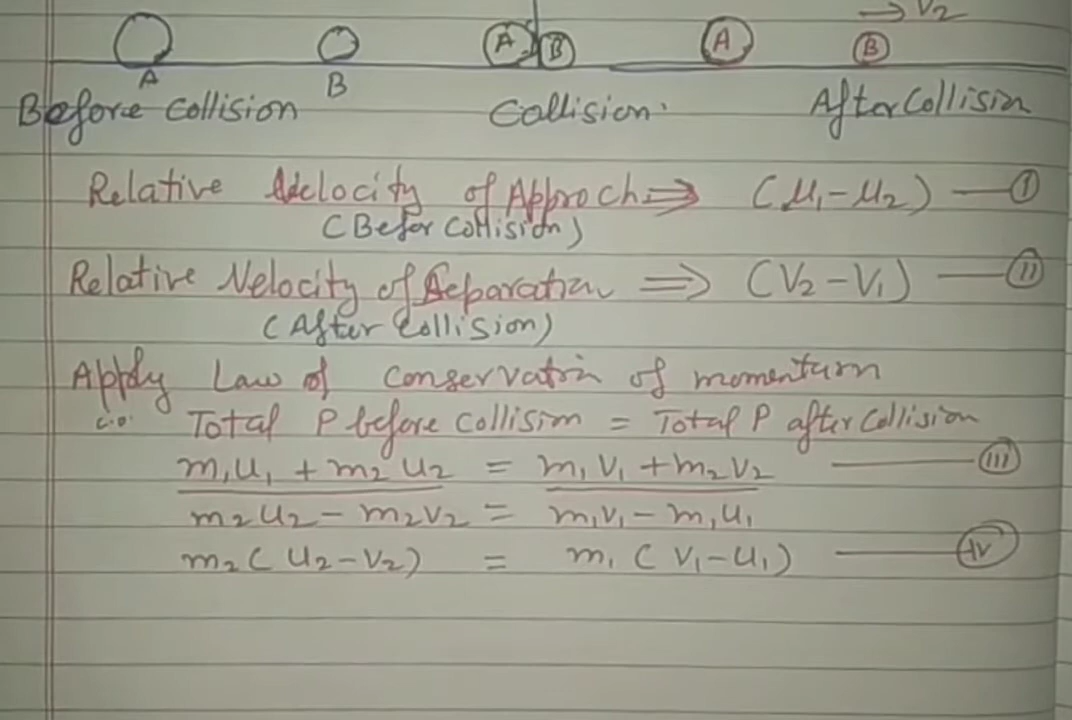 → V2
A B A B
A B
Before Collision Collision. After Collision
Relative Velocity of Approch ⇒ (u1-u2) — (I)
(Befor Collision)
Relative Velocity of Separation ⇒ (V2-V1) — (II)
(After Collision)
Apply Law of Conservation of momentum
Total P before Collision = Total P after Collision
m1u1 + m2u2 = m1v1 + m2v2 — (III)
m2u2 - m2v2 = m1v1 - m1u1
m2(u2-v2) = m1(v1-u1) — (IV)